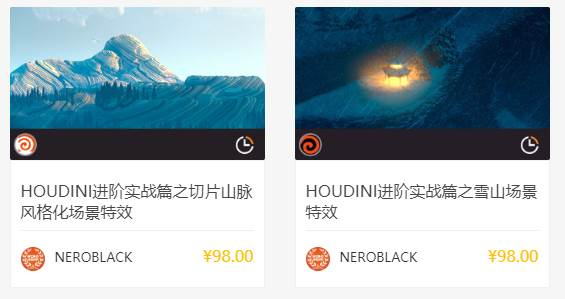 HOUDINI进阶实战篇之切片山脉
风格化场景特效
NEROBLACK
¥98.00
HOUDINI进阶实战篇之雪山场景
特效
NEROBLACK
¥98.00